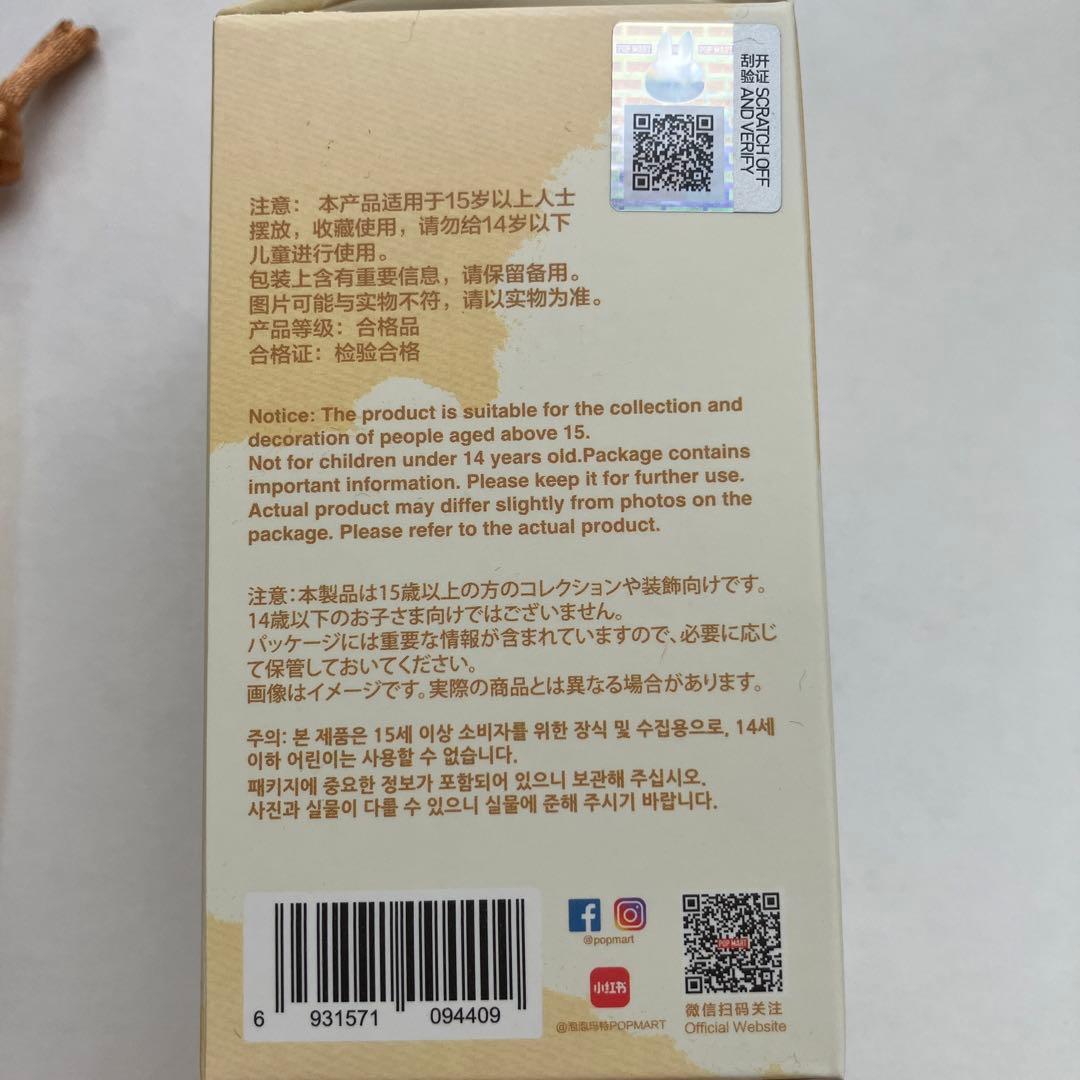 POP MART
POP MART
开 证 SCRATCH OFF
刮 验 AND VERIFY
注意： 本产品适用于15岁以上人士
摆放，收藏使用，请勿给14岁以下
儿童进行使用。
包装上含有重要信息，请保留备用。
图片可能与实物不符，请以实物为准。
产品等级：合格品
合格证：检验合格
Notice: The product is suitable for the collection and
decoration of people aged above 15.
Not for children under 14 years old.Package contains
important information. Please keep it for further use.
Actual product may differ slightly from photos on the
package. Please refer to the actual product.
注意：本製品は15歳以上の方のコレクションや装飾向けです。
14歳以下のお子さま向けではございません。
パッケージには重要な情報が含まれていますので、必要に応じ
て保管しておいてください。
画像はイメージです。実際の商品とは異なる場合があります。
주의: 본 제품은 15세 이상 소비자를 위한 장식 및 수집용으로, 14세
이하 어린이는 사용할 수 없습니다.
패키지에 중요한 정보가 포함되어 있으니 보관해 주십시오.
사진과 실물이 다를 수 있으니 실물에 준해 주시기 바랍니다.
6 931571 094409
@popmart
小红书
@泡泡玛特POPMART
POP MART
微信扫码关注
Official Website